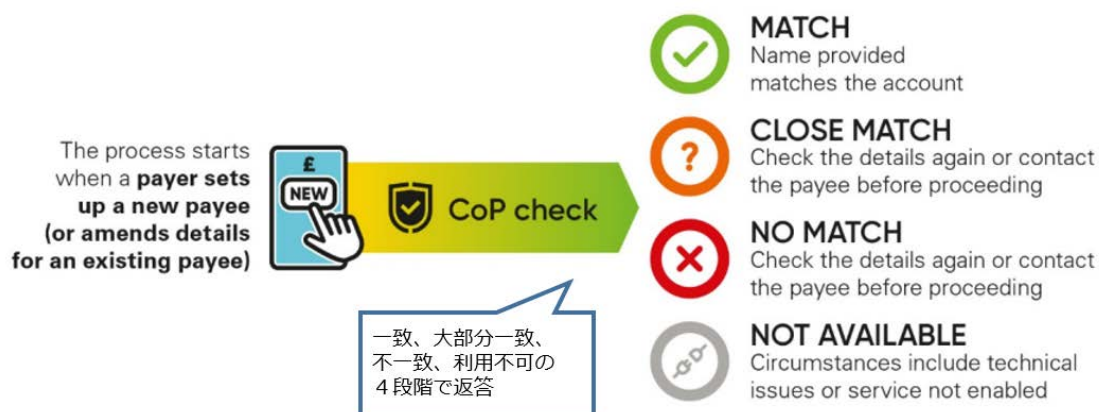 The process starts
when a payer sets
up a new payee
(or amends details
for an existing payee)
£
NEW
CoP check
一致、大部分一致、
不一致、利用不可の
４段階で返答
MATCH
Name provided
matches the account
CLOSE MATCH
Check the details again or contact
the payee before proceeding
NO MATCH
Check the details again or contact
the payee before proceeding
NOT AVAILABLE
Circumstances include technical
issues or service not enabled